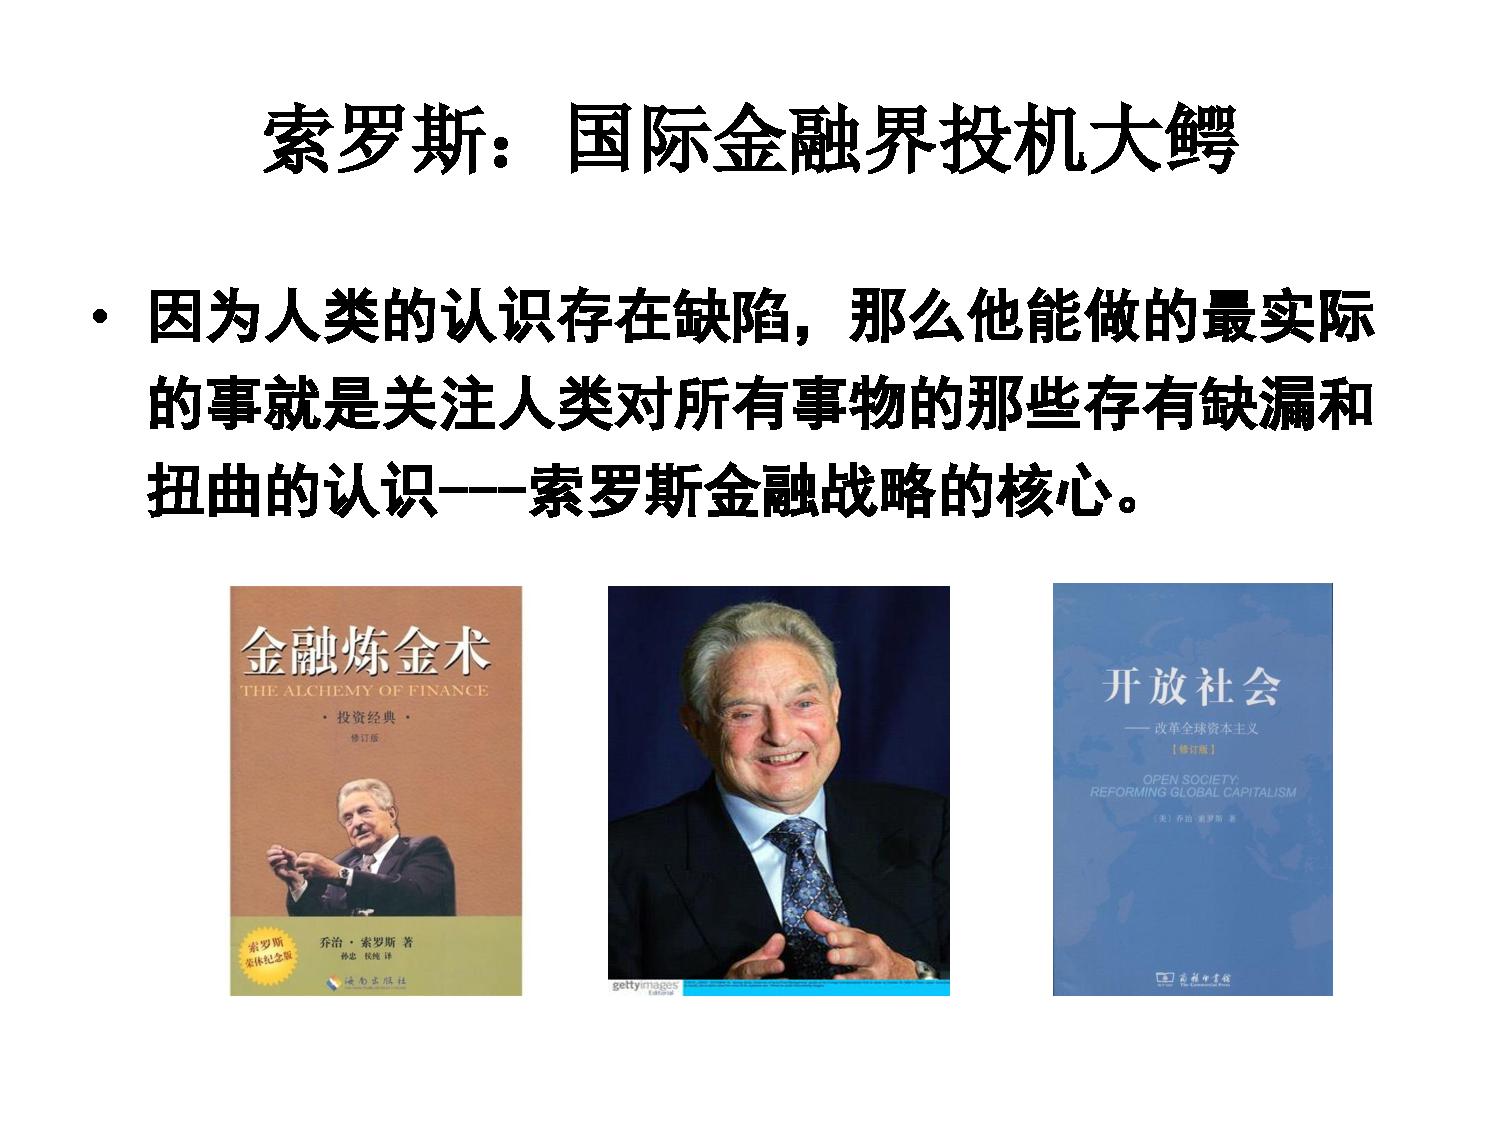 索罗斯：国际金融界投机大鳄
• 因为人类的认识存在缺陷，那么他能做的最实际
的事就是关注人类对所有事物的那些存有缺漏和
扭曲的认识---索罗斯金融战略的核心。
金融炼金术
THE ALCHEMY OF FINANCE
·投资经典·
修订版
索罗斯
荣休纪念版
乔治·索罗斯 著
孙忠 侯纯 译
海南出版社
gettyimages
Editorial
开放社会
——改革全球资本主义
【修订版】
OPEN SOCIETY:
REFORMING GLOBAL CAPITALISM
〔美〕乔治·索罗斯 著
商务印书馆
The Commercial Press